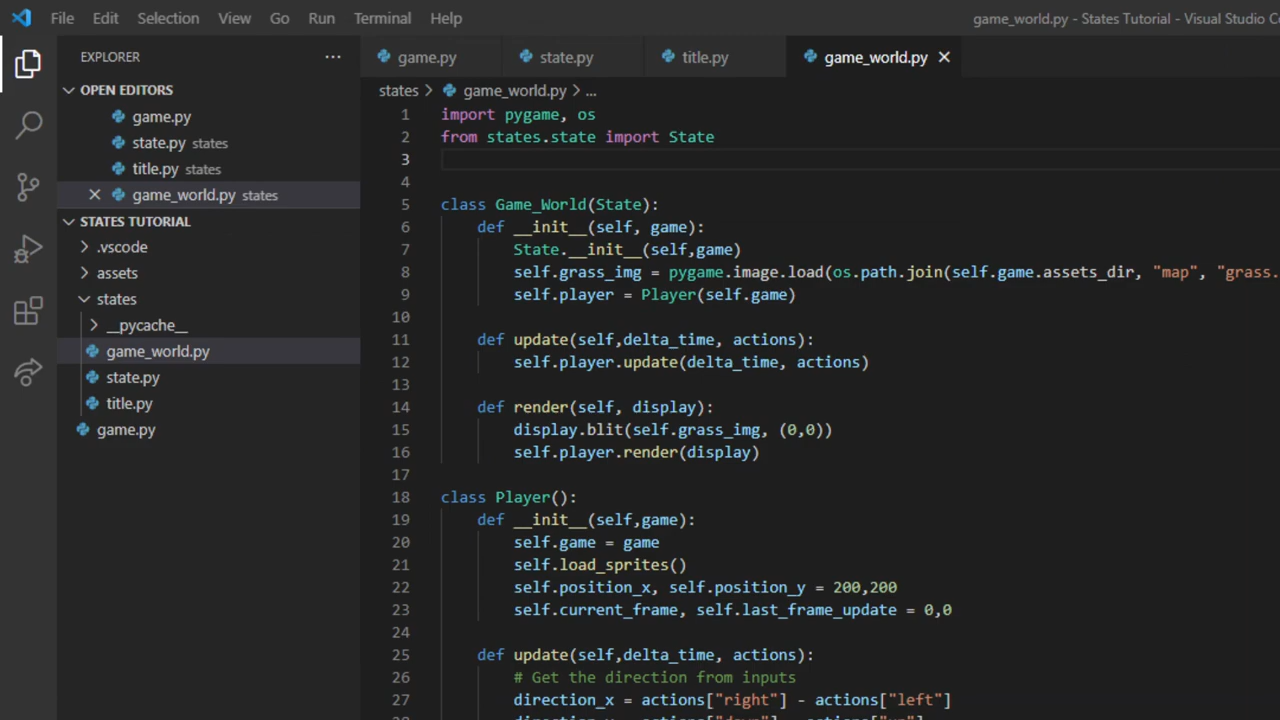 File Edit Selection View Go Run Terminal Help game_world.py - States Tutorial - Visual Studio
EXPLORER ...
game.py state.py title.py game_world.py
OPEN EDITORS
game.py
state.py states
title.py states
game_world.py states
STATES TUTORIAL
.vscode
assets
states
__pycache__
game_world.py
state.py
title.py
game.py
states > game_world.py > ...
1 import pygame, os
2 from states.state import State
3
4
5 class Game_World(State):
6 def __init__(self, game):
7 State.__init__(self,game)
8 self.grass_img = pygame.image.load(os.path.join(self.game.assets_dir, "map", "grass.
9 self.player = Player(self.game)
10
11 def update(self,delta_time, actions):
12 self.player.update(delta_time, actions)
13
14 def render(self, display):
15 display.blit(self.grass_img, (0,0))
16 self.player.render(display)
17
18 class Player():
19 def __init__(self,game):
20 self.game = game
21 self.load_sprites()
22 self.position_x, self.position_y = 200,200
23 self.current_frame, self.last_frame_update = 0,0
24
25 def update(self,delta_time, actions):
26 # Get the direction from inputs
27 direction_x = actions["right"] - actions["left"]